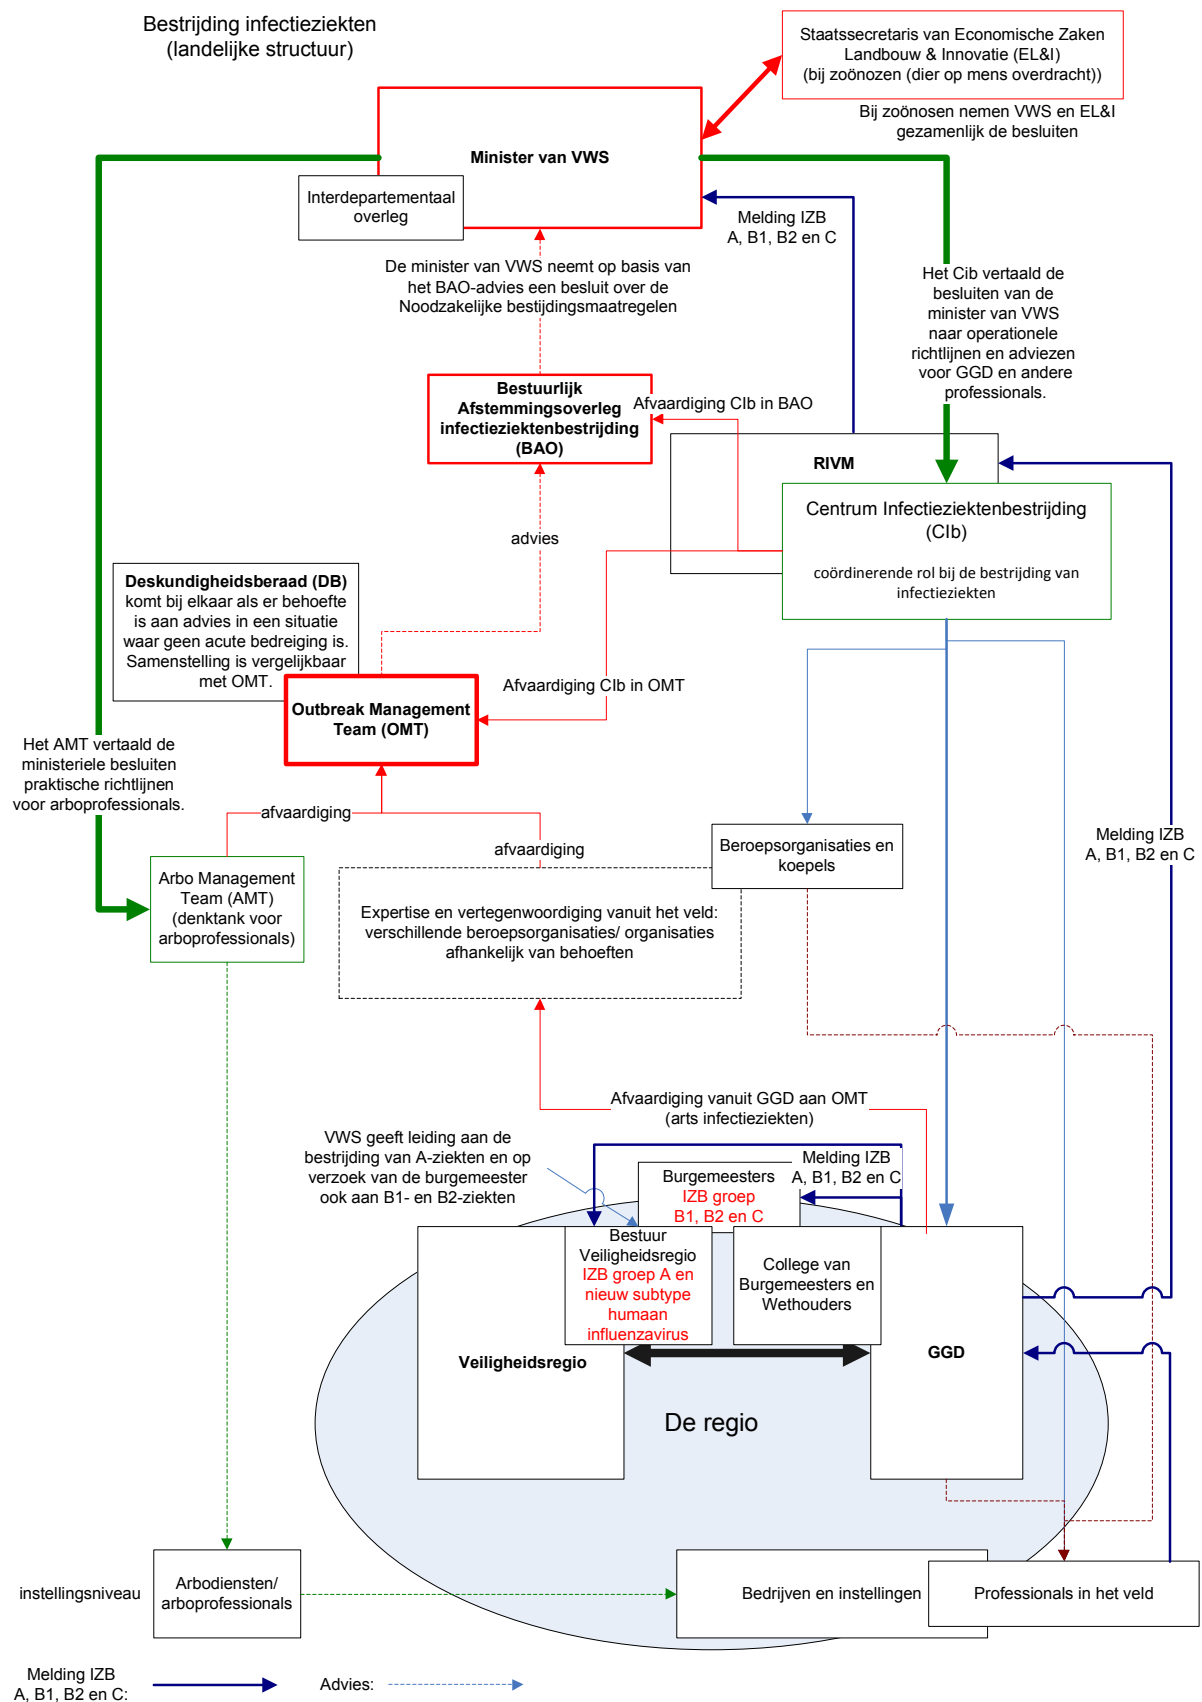 Bestrijding infectieziekten
(landelijke structuur)
Staatssecretaris van Economische Zaken
Landbouw & Innovatie (EL&I)
(bij zoönozen (dier op mens overdracht))
Bij zoönosen nemen VWS en EL&I
gezamenlijk de besluiten
Minister van VWS
Interdepartementaal
overleg
Melding IZB
A, B1, B2 en C
De minister van VWS neemt op basis van
het BAO-advies een besluit over de
Noodzakelijke bestijdingsmaatregelen
Het Cib vertaald de
besluiten van de
minister van VWS
naar operationele
richtlijnen en adviezen
voor GGD en andere
professionals.
Bestuurlijk
Afstemmingsoverleg
infectieziektenbestrijding
(BAO)
Afvaardiging CIb in BAO
RIVM
Centrum Infectieziektenbestrijding
(CIb)
coördinerende rol bij de bestrijding van
infectieziekten
advies
Deskundigheidsberaad (DB)
komt bij elkaar als er behoefte
is aan advies in een situatie
waar geen acute bedreiging is.
Samenstelling is vergelijkbaar
met OMT.
Afvaardiging CIb in OMT
Outbreak Management
Team (OMT)
Het AMT vertaald de
ministeriele besluiten
praktische richtlijnen
voor arboprofessionals.
afvaardiging
afvaardiging
Beroepsorganisaties en
koepels
Melding IZB
A, B1, B2 en C
Arbo Management
Team (AMT)
(denktank voor
arboprofessionals)
Expertise en vertegenwoordiging vanuit het veld:
verschillende beroepsorganisaties/ organisaties
afhankelijk van behoeften
Afvaardiging vanuit GGD aan OMT
(arts infectieziekten)
VWS geeft leiding aan de
bestrijding van A-ziekten en op
verzoek van de burgemeester
ook aan B1- en B2-ziekten
Melding IZB
A, B1, B2 en C
Burgemeesters
IZB groep
B1, B2 en C
Bestuur
Veiligheidsregio
IZB groep A en
nieuw subtype
humaan
influenzavirus
College van
Burgemeesters en
Wethouders
Veiligheidsregio
GGD
De regio
instellingsniveau
Arbodiensten/
arboprofessionals
Bedrijven en instellingen
Professionals in het veld
Melding IZB
A, B1, B2 en C:
Advies: